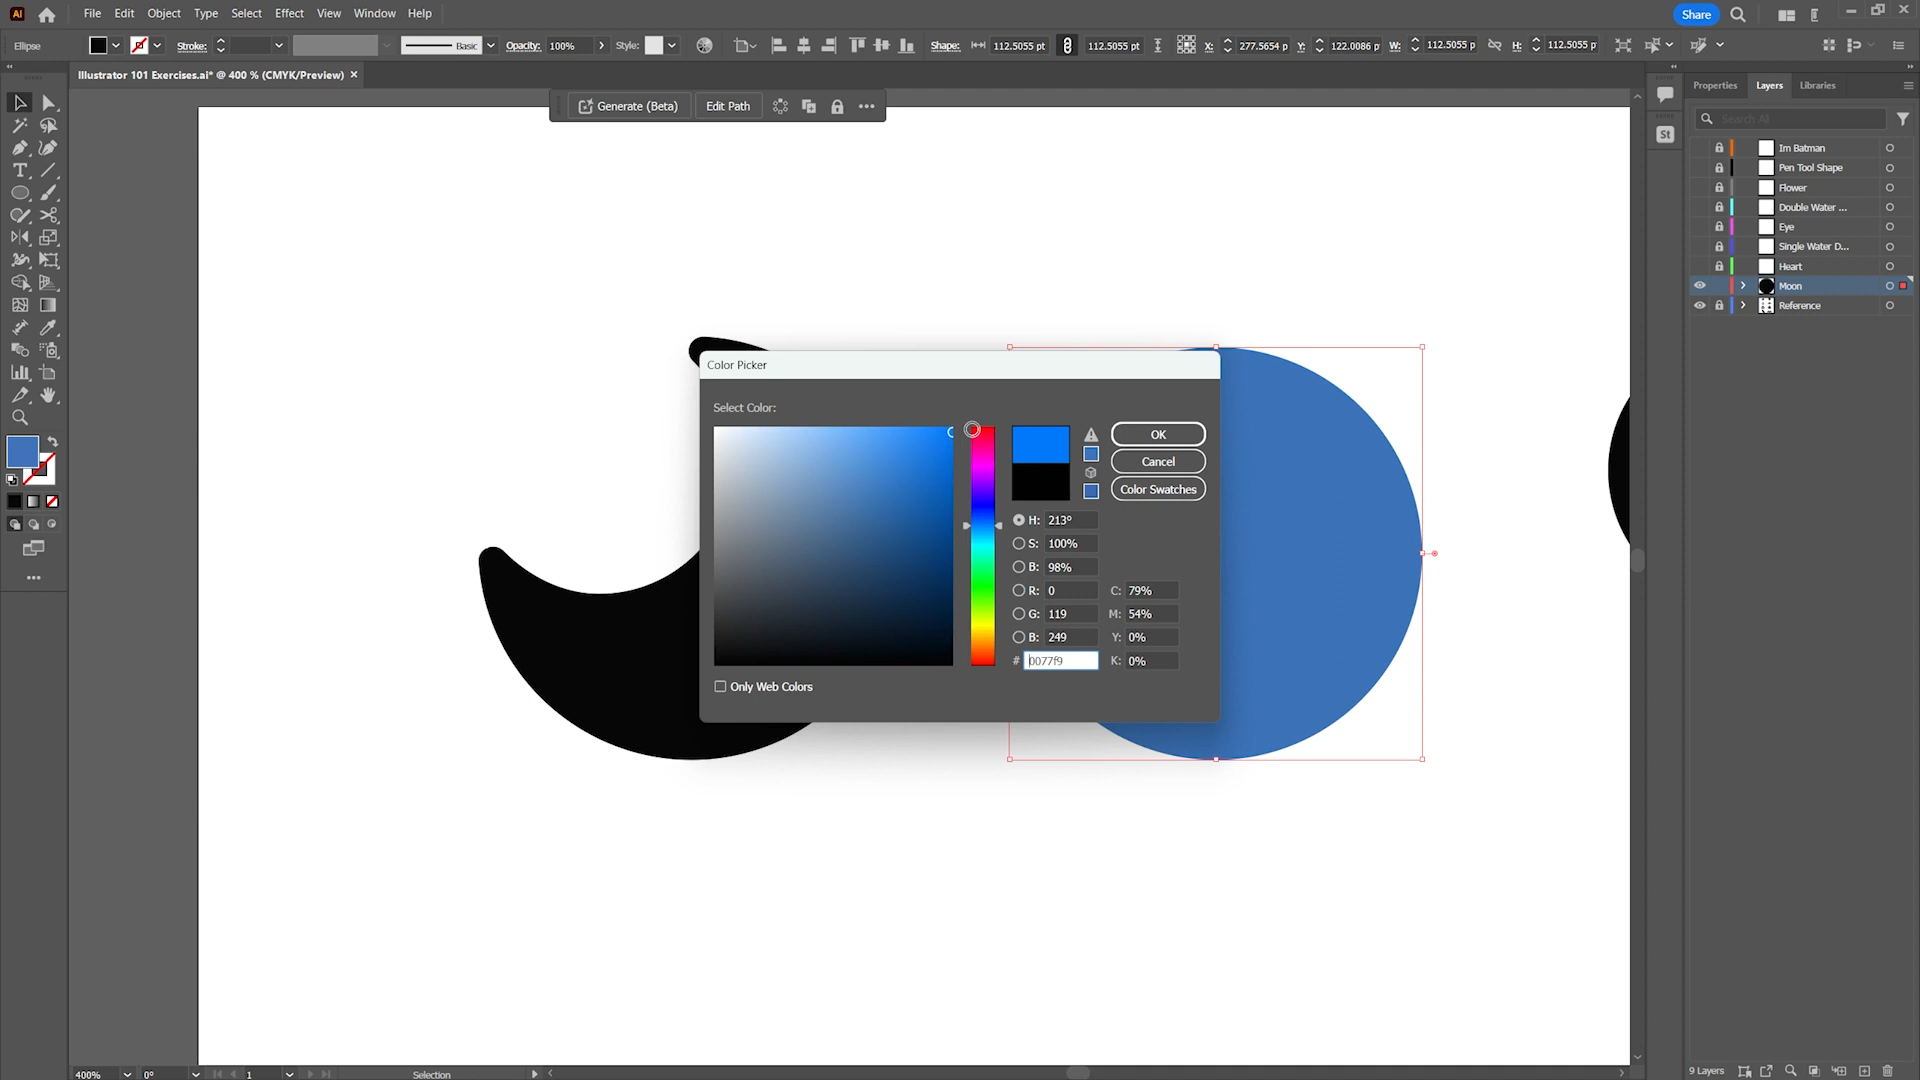 Ai File Edit Object Type Select Effect View Window Help Share
Ellipse Stroke: Basic Opacity: 100% Style: Shape: 112.5055 pt 112.5055 pt X: 277.5654 p Y: 122.0086 p W: 112.5055 p H: 112.5055 p
Illustrator 101 Exercises.ai* @ 400 % (CMYK/Preview)
Properties Layers Libraries
Generate (Beta) Edit Path
Search All
St
Im Batman
Pen Tool Shape
Flower
Double Water ...
Eye
Single Water D...
Heart
Moon
Reference
Color Picker
Select Color:
OK
Cancel
Color Swatches
H: 213°
S: 100%
B: 98%
R: 0 C: 79%
G: 119 M: 54%
B: 249 Y: 0%
# 0077f9 K: 0%
Only Web Colors
400% 0° 1 Selection
9 Layers